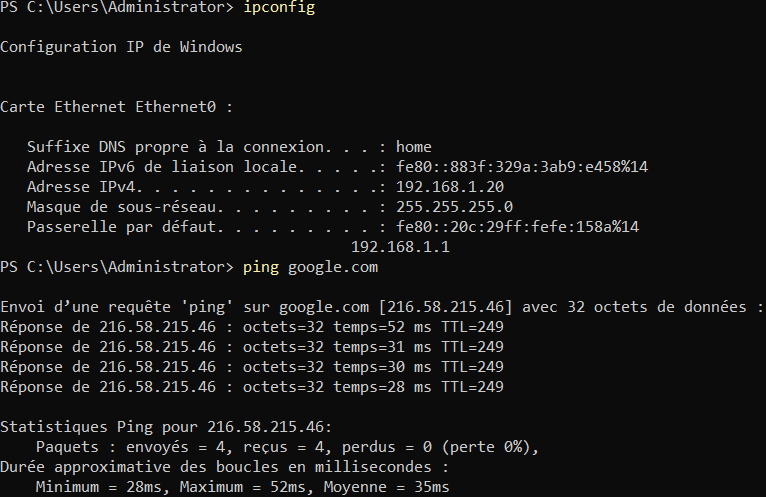 PS C:\Users\Administrator> ipconfig
Configuration IP de Windows
Carte Ethernet Ethernet0 :
Suffixe DNS propre à la connexion. . . : home
Adresse IPv6 de liaison locale. . . . .: fe80::883f:329a:3ab9:e458%14
Adresse IPv4. . . . . . . . . . . . . .: 192.168.1.20
Masque de sous-réseau. . . . . . . . . : 255.255.255.0
Passerelle par défaut. . . . . . . . . : fe80::20c:29ff:fefe:158a%14
192.168.1.1
PS C:\Users\Administrator> ping google.com
Envoi d’une requête 'ping' sur google.com [216.58.215.46] avec 32 octets de données :
Réponse de 216.58.215.46 : octets=32 temps=52 ms TTL=249
Réponse de 216.58.215.46 : octets=32 temps=31 ms TTL=249
Réponse de 216.58.215.46 : octets=32 temps=30 ms TTL=249
Réponse de 216.58.215.46 : octets=32 temps=28 ms TTL=249
Statistiques Ping pour 216.58.215.46:
Paquets : envoyés = 4, reçus = 4, perdus = 0 (perte 0%),
Durée approximative des boucles en millisecondes :
Minimum = 28ms, Maximum = 52ms, Moyenne = 35ms